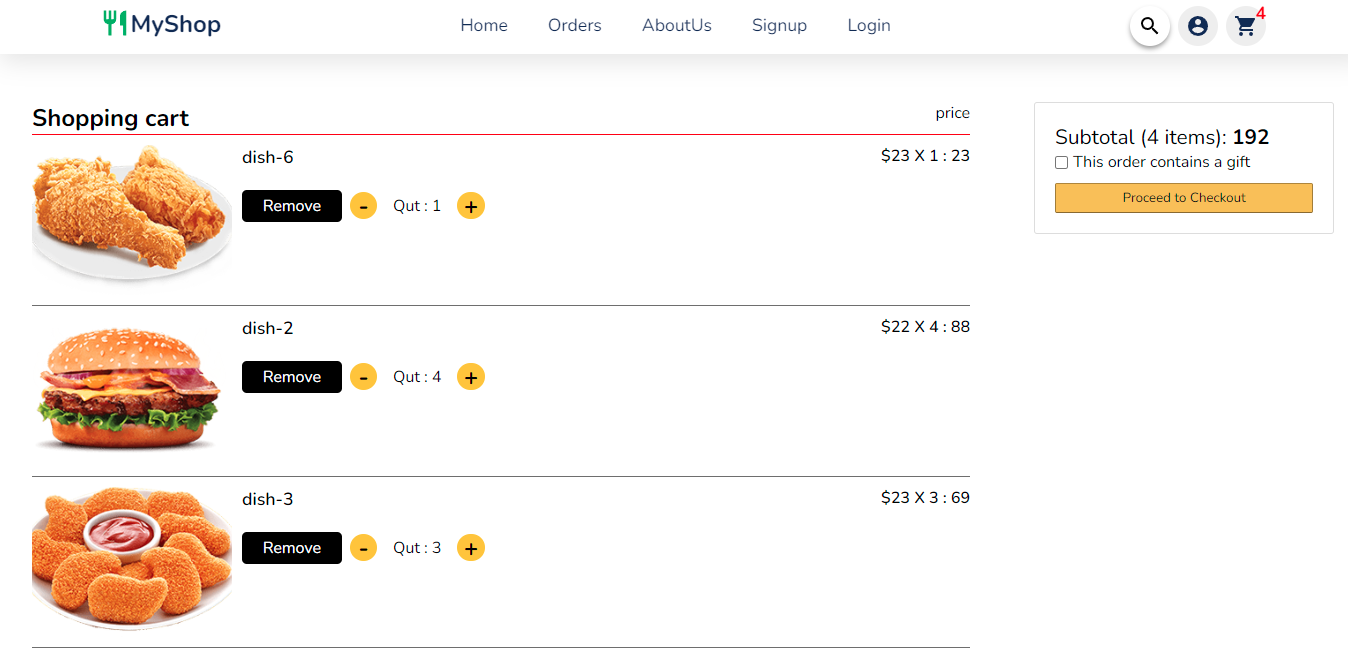 MyShop
Home Orders AboutUs Signup Login
4
Shopping cart
price
dish-6
$23 X 1 : 23
Remove - Qut : 1 +
dish-2
$22 X 4 : 88
Remove - Qut : 4 +
dish-3
$23 X 3 : 69
Remove - Qut : 3 +
Subtotal (4 items): 192
This order contains a gift
Proceed to Checkout